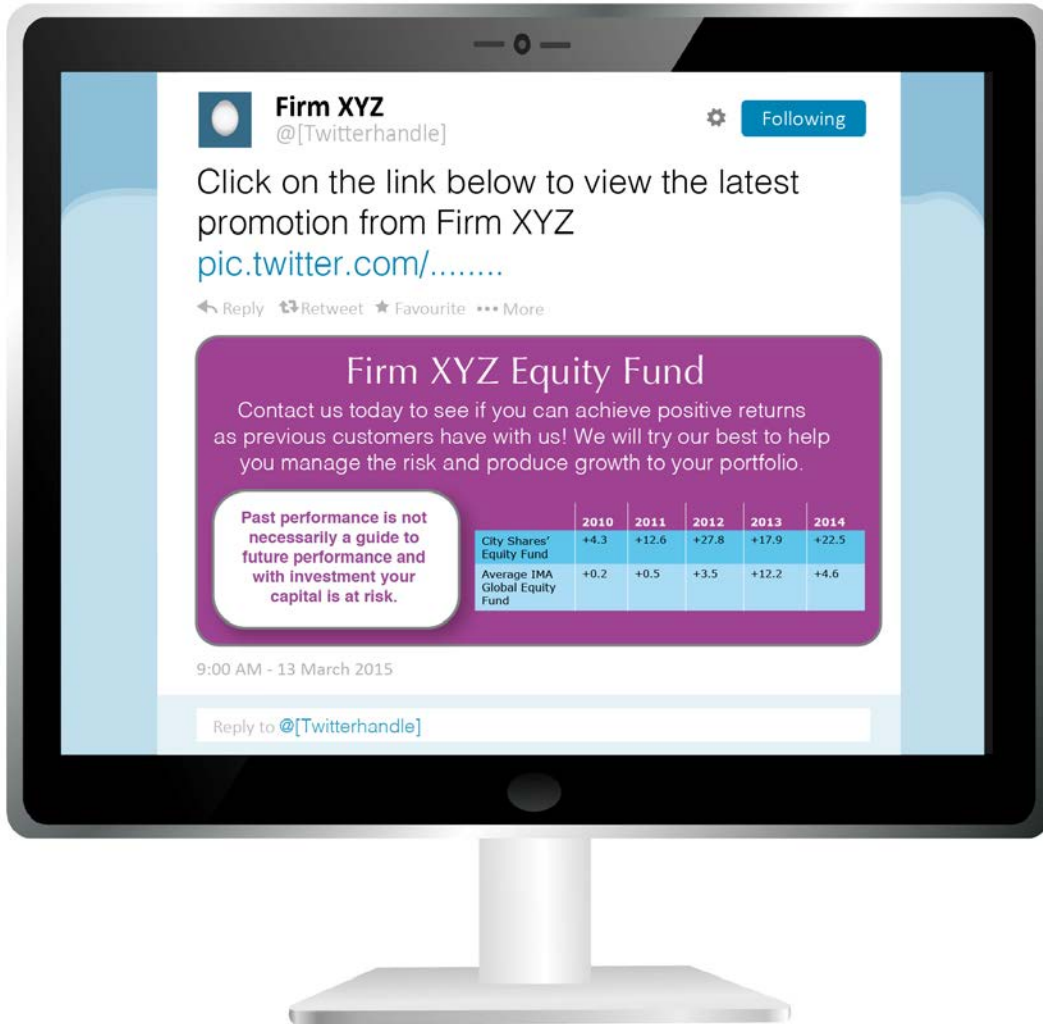 Firm XYZ
@[Twitterhandle]
Following
Click on the link below to view the latest
promotion from Firm XYZ
pic.twitter.com/........
Reply Retweet Favourite More
Firm XYZ Equity Fund
Contact us today to see if you can achieve positive returns
as previous customers have with us! We will try our best to help
you manage the risk and produce growth to your portfolio.
Past performance is not
necessarily a guide to
future performance and
with investment your
capital is at risk.
2010 2011 2012 2013 2014
City Shares' +4.3 +12.6 +27.8 +17.9 +22.5
Equity Fund
Average IMA +0.2 +0.5 +3.5 +12.2 +4.6
Global Equity
Fund
9:00 AM - 13 March 2015
Reply to @[Twitterhandle]